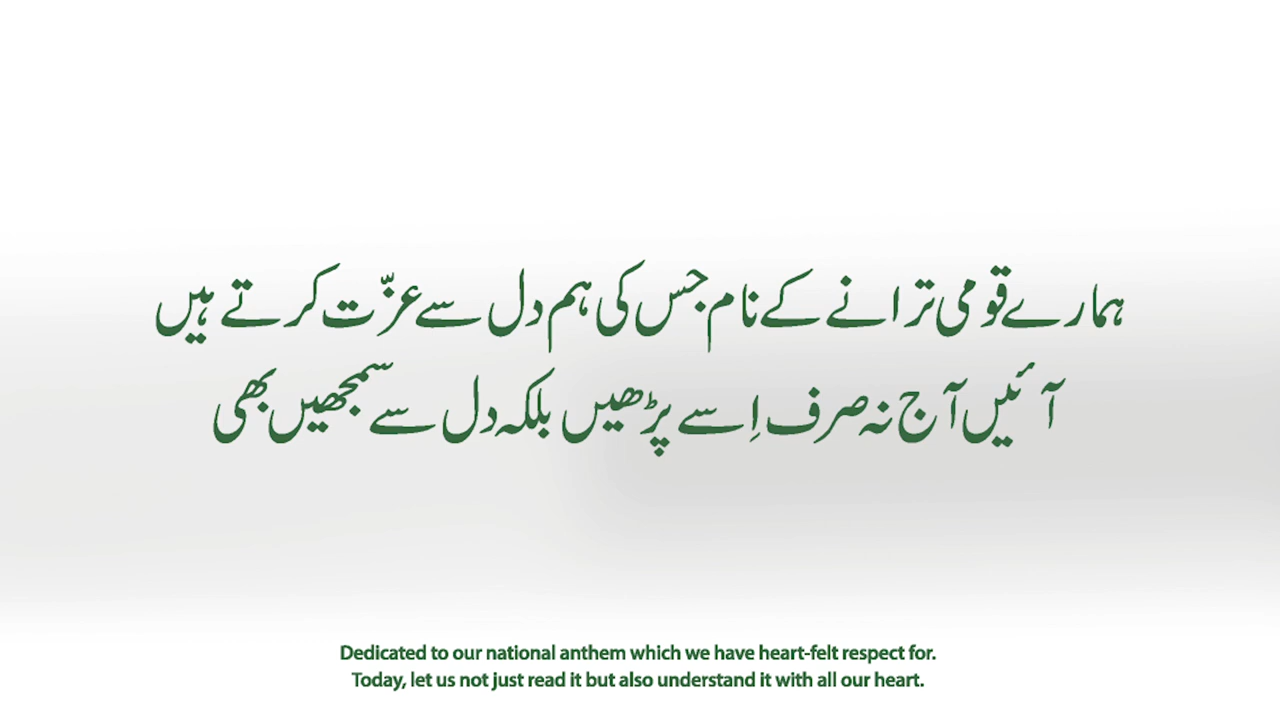 ہمارے قومی ترانے کے نام جس کی ہم دل سے عزّت کرتے ہیں
آئیں آج نہ صرف اِسے پڑھیں بلکہ دل سے سمجھیں بھی
Dedicated to our national anthem which we have heart-felt respect for.
Today, let us not just read it but also understand it with all our heart.